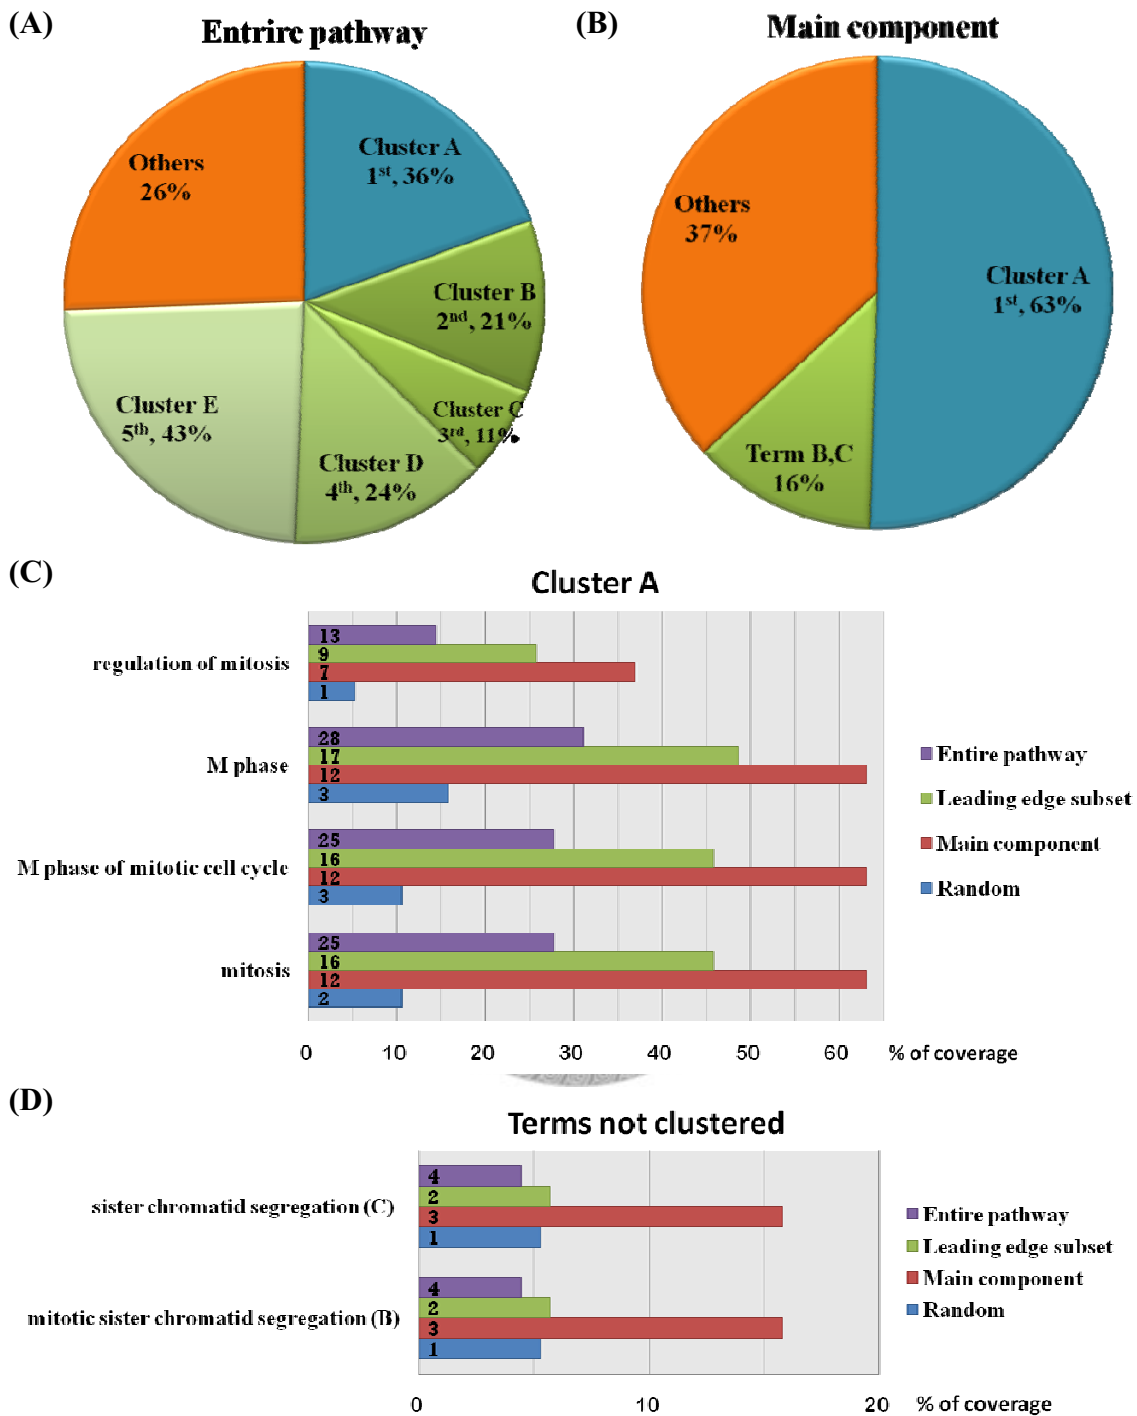 (A)
Entrire pathway
Cluster A
1st, 36%
Cluster B
2nd, 21%
Cluster C
3rd, 11%
Cluster D
4th, 24%
Cluster E
5th, 43%
Others
26%
(B)
Main component
Cluster A
1st, 63%
Term B,C
16%
Others
37%
(C)
Cluster A
regulation of mitosis
13
9
7
1
M phase
28
17
12
3
M phase of mitotic cell cycle
25
16
12
3
mitosis
25
16
12
2
0 10 20 30 40 50 60 % of coverage
Entire pathway
Leading edge subset
Main component
Random
(D)
Terms not clustered
sister chromatid segregation (C)
4
2
3
1
mitotic sister chromatid segregation (B)
4
2
3
1
0 10 20 % of coverage
Entire pathway
Leading edge subset
Main component
Random